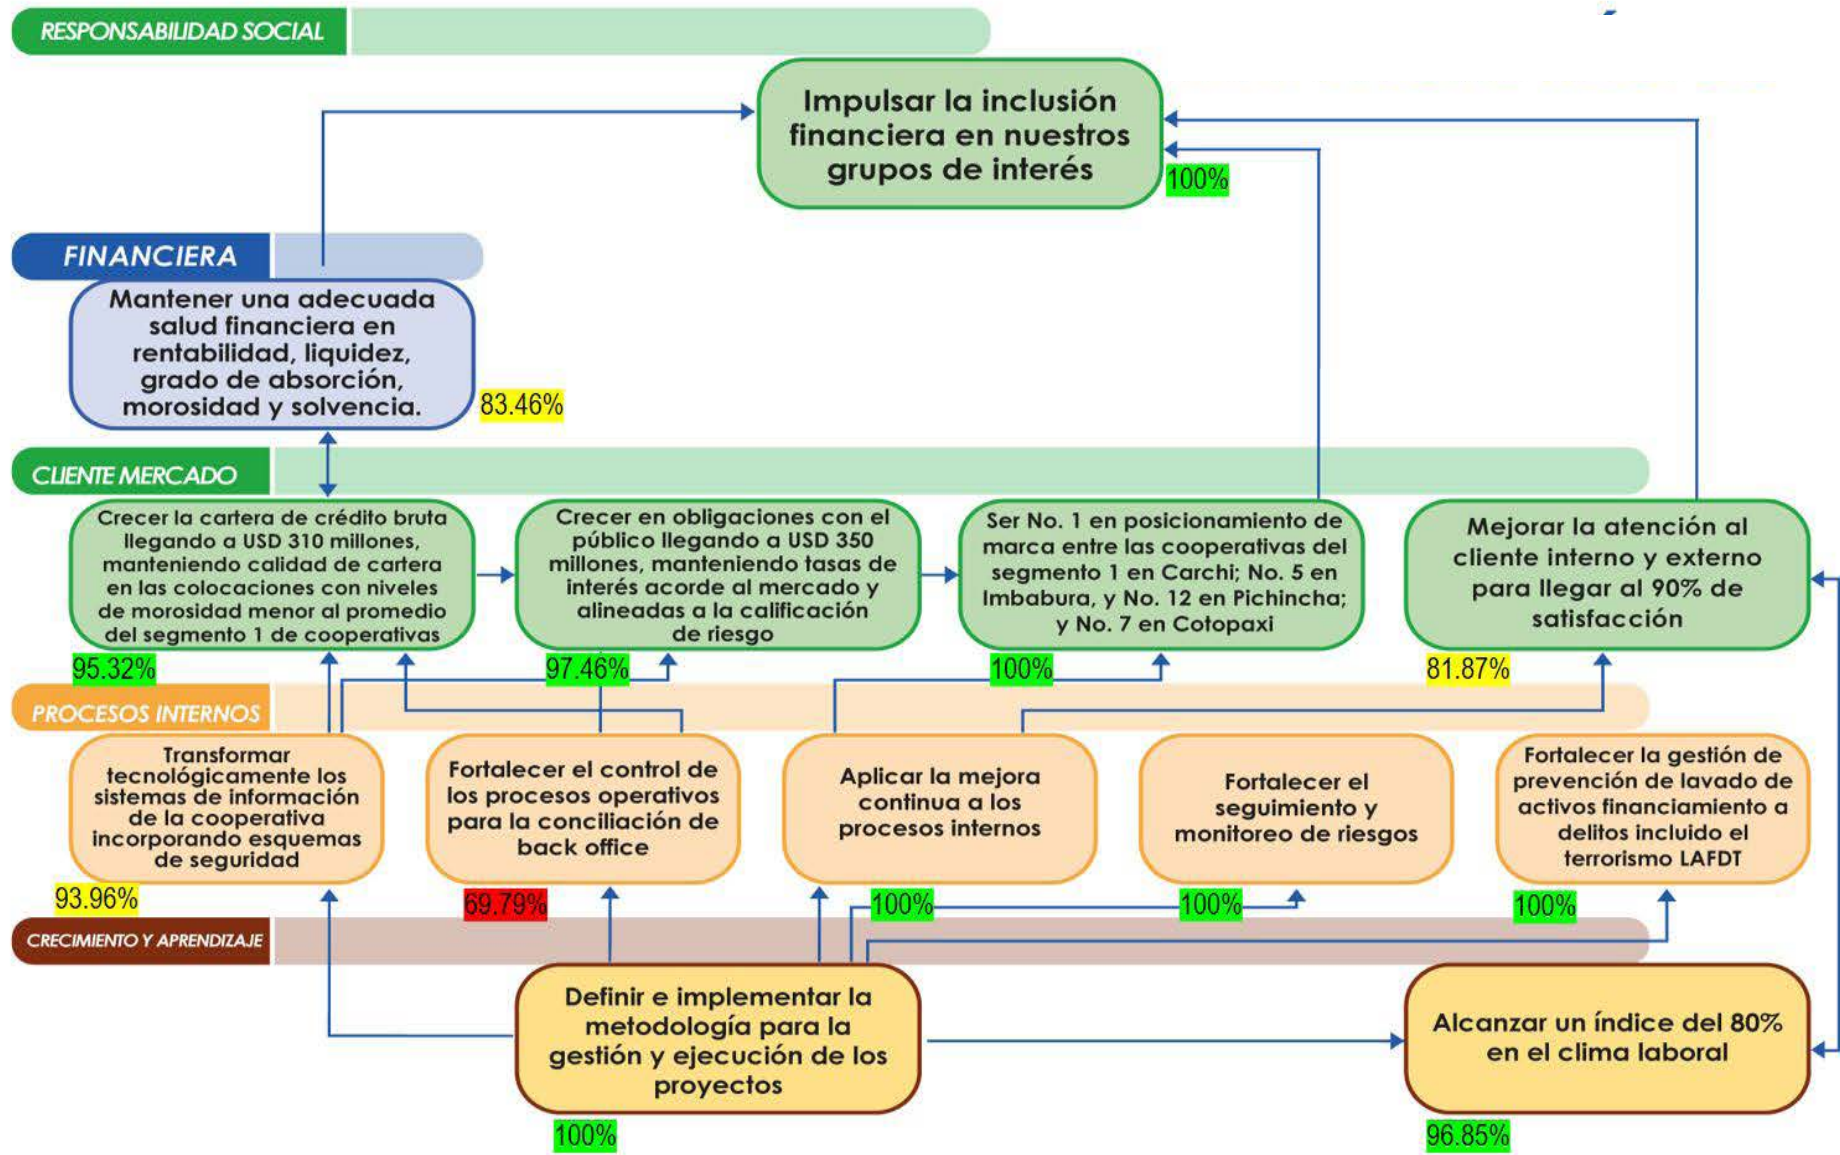 RESPONSABILIDAD SOCIAL
Impulsar la inclusión
financiera en nuestros
grupos de interés
100%
FINANCIERA
Mantener una adecuada
salud financiera en
rentabilidad, liquidez,
grado de absorción,
morosidad y solvencia.
83.46%
CLIENTE MERCADO
Crecer la cartera de crédito bruta
llegando a USD 310 millones,
manteniendo calidad de cartera
en las colocaciones con niveles
de morosidad menor al promedio
del segmento 1 de cooperativas
95.32%
Crecer en obligaciones con el
público llegando a USD 350
millones, manteniendo tasas de
interés acorde al mercado y
alineadas a la calificación
de riesgo
97.46%
Ser No. 1 en posicionamiento de
marca entre las cooperativas del
segmento 1 en Carchi; No. 5 en
Imbabura, y No. 12 en Pichincha;
y No. 7 en Cotopaxi
100%
Mejorar la atención al
cliente interno y externo
para llegar al 90% de
satisfacción
81.87%
PROCESOS INTERNOS
Transformar
tecnológicamente los
sistemas de información
de la cooperativa
incorporando esquemas
de seguridad
93.96%
Fortalecer el control de
los procesos operativos
para la conciliación de
back office
69.79%
Aplicar la mejora
continua a los
procesos internos
100%
Fortalecer el
seguimiento y
monitoreo de riesgos
100%
Fortalecer la gestión de
prevención de lavado de
activos financiamiento a
delitos incluido el
terrorismo LAFDT
100%
CRECIMIENTO Y APRENDIZAJE
Definir e implementar la
metodología para la
gestión y ejecución de los
proyectos
100%
Alcanzar un índice del 80%
en el clima laboral
96.85%